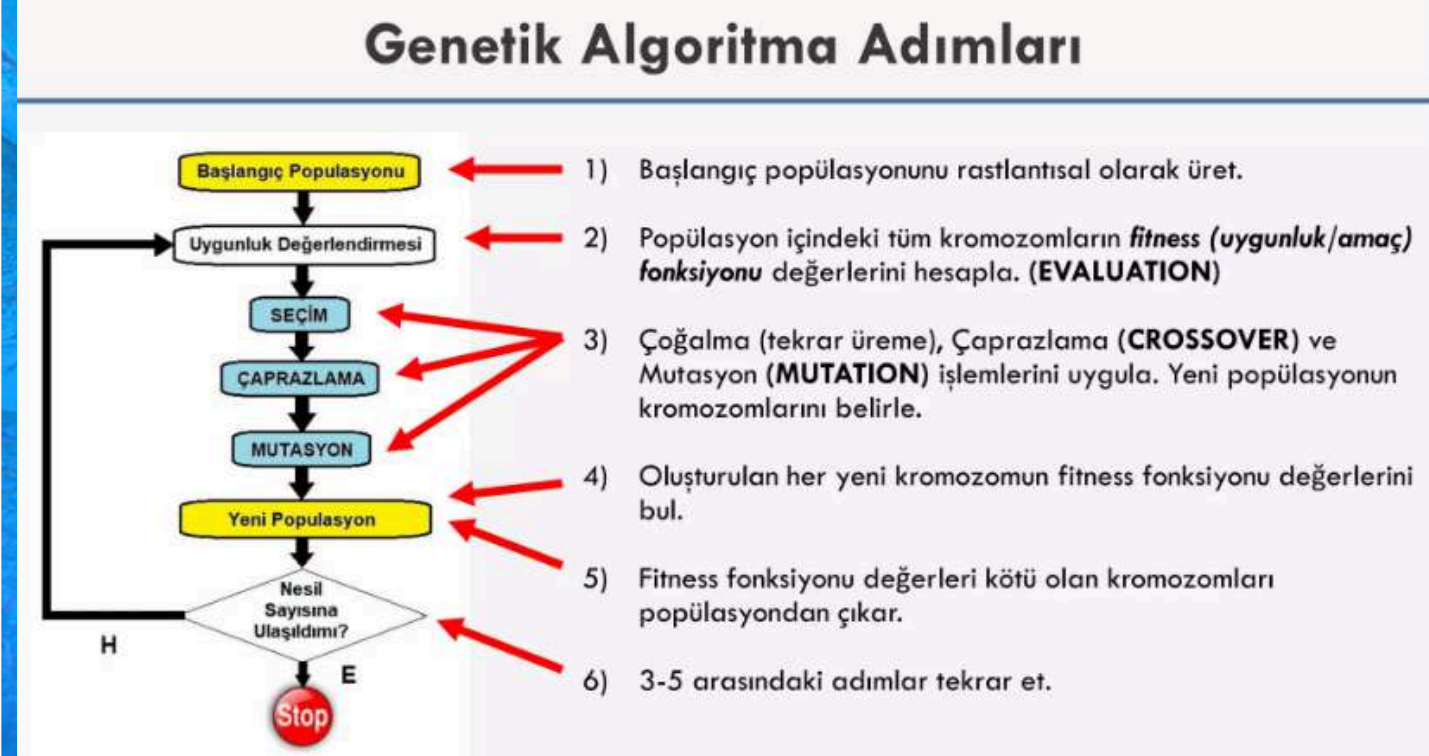 Genetik Algoritma Adımları
Başlangıç Populasyonu
Uygunluk Değerlendirmesi
SEÇİM
ÇAPRAZLAMA
MUTASYON
Yeni Populasyon
Nesil
Sayısına
Ulaşıldımı?
H
E
Stop
1) Başlangıç popülasyonunu rastlantısal olarak üret.
2) Popülasyon içindeki tüm kromozomların fitness (uygunluk/amaç)
fonksiyonu değerlerini hesapla. (EVALUATION)
3) Çoğalma (tekrar üreme), Çaprazlama (CROSSOVER) ve
Mutasyon (MUTATION) işlemlerini uygula. Yeni popülasyonun
kromozomlarını belirle.
4) Oluşturulan her yeni kromozomun fitness fonksiyonu değerlerini
bul.
5) Fitness fonksiyonu değerleri kötü olan kromozomları
popülasyondan çıkar.
6) 3-5 arasındaki adımlar tekrar et.